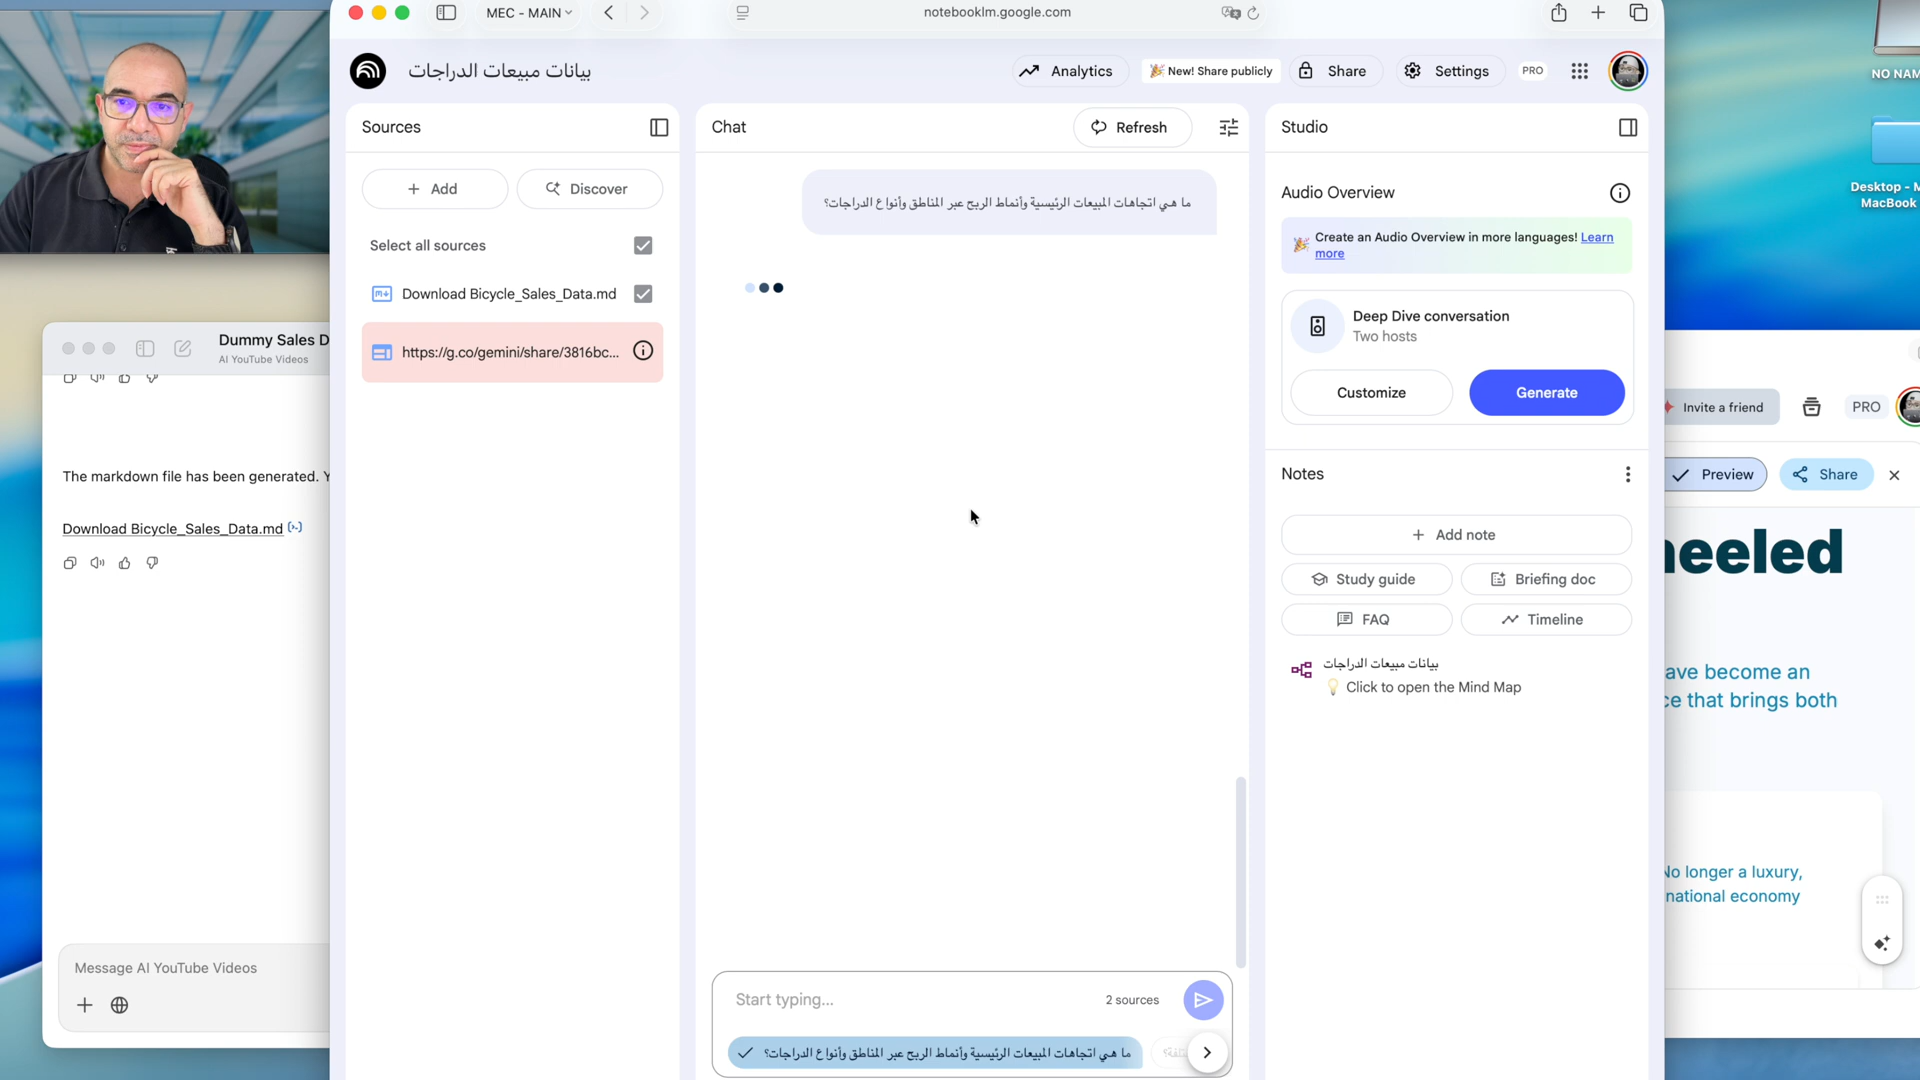 MEC - MAIN
notebooklm.google.com
NO NAM
Desktop - M
MacBook
بيانات مبيعات الدراجات
Analytics
New! Share publicly
Share
Settings
PRO
Sources
Add
Discover
Select all sources
Download Bicycle_Sales_Data.md
https://g.co/gemini/share/3816bc...
Chat
Refresh
ما هي اتجاهات المبيعات الرئيسية وأنماط الربح عبر المناطق وأنواع الدراجات؟
Start typing...
2 sources
ما هي اتجاهات المبيعات الرئيسية وأنماط الربح عبر المناطق وأنواع الدراجات؟
Studio
Audio Overview
Create an Audio Overview in more languages! Learn
more
Deep Dive conversation
Two hosts
Customize
Generate
Notes
Add note
Study guide
Briefing doc
FAQ
Timeline
بيانات مبيعات الدراجات
Click to open the Mind Map
Dummy Sales D
AI YouTube Videos
The markdown file has been generated. Y
Download Bicycle_Sales_Data.md
Message AI YouTube Videos
Invite a friend
PRO
Preview
Share
heeled
ave become an
ce that brings both
No longer a luxury,
national economy